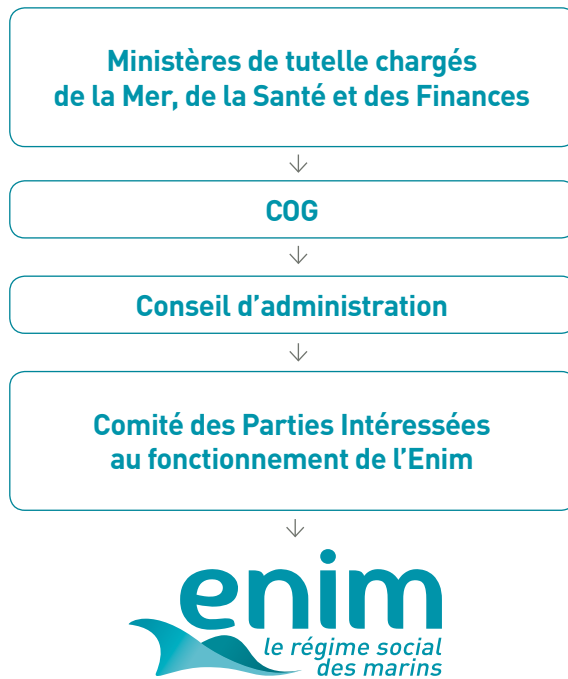 Ministères de tutelle chargés
de la Mer, de la Santé et des Finances
COG
Conseil d’administration
Comité des Parties Intéressées
au fonctionnement de l’Enim
enim
le régime social
des marins